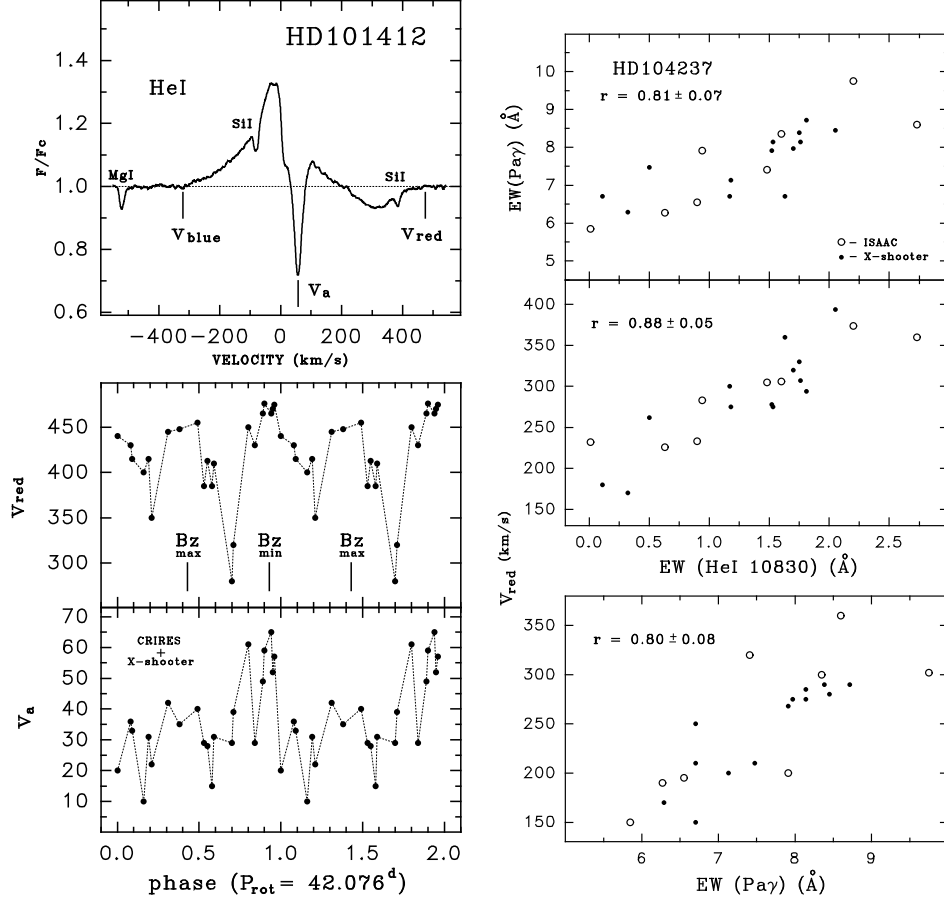 HD101412
HeI
SiI
MgI
SiI
V_blue
V_red
V_a
F/Fc
1.4
1.2
1.0
0.8
0.6
−400 −200 0 200 400
VELOCITY (km/s)
450
400
350
300
Vred
Bz max
Bz min
Bz max
70
60
50
40
30
20
10
V_a
CRIRES
+
X−shooter
0.0 0.5 1.0 1.5 2.0
phase (P_rot = 42.076^d)
HD104237
r = 0.81 ± 0.07
10
9
8
7
6
5
EW(Paγ) (Å)
○ − ISAAC
• − X−shooter
400
350
300
250
200
150
r = 0.88 ± 0.05
0.0 0.5 1.0 1.5 2.0 2.5
EW (HeI 10830) (Å)
V_red (km/s)
r = 0.80 ± 0.08
350
300
250
200
150
6 7 8 9
EW (Paγ) (Å)